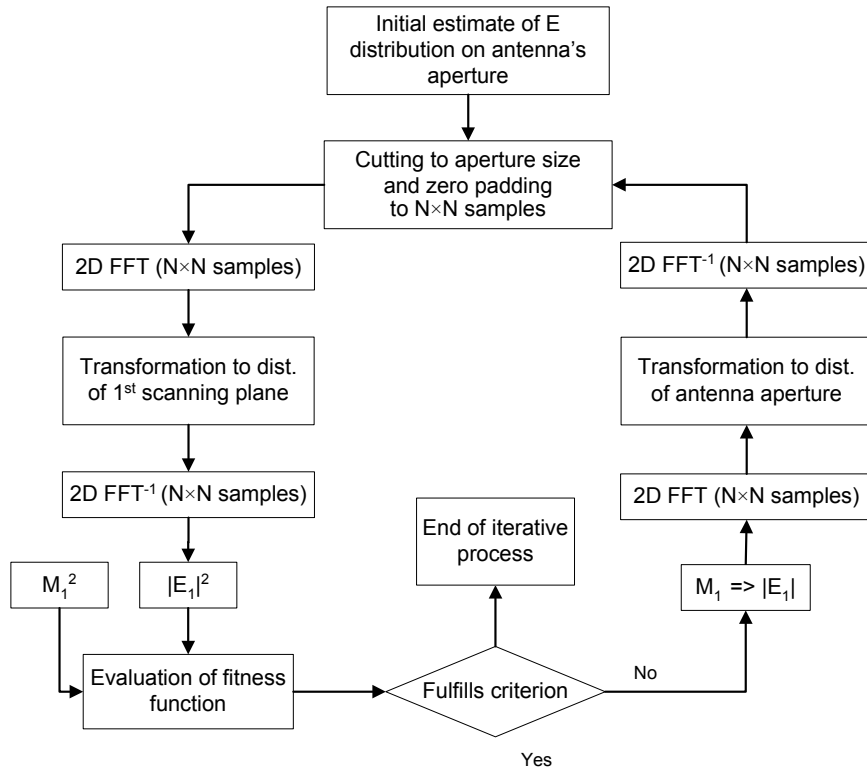 Initial estimate of E
distribution on antenna's
aperture
Cutting to aperture size
and zero padding
to N×N samples
2D FFT (N×N samples)
Transformation to dist.
of 1st scanning plane
2D FFT-1 (N×N samples)
M1²
|E1|²
Evaluation of fitness
function
Fulfills criterion
Yes
End of iterative
process
No
M1 => |E1|
2D FFT (N×N samples)
Transformation to dist.
of antenna aperture
2D FFT-1 (N×N samples)